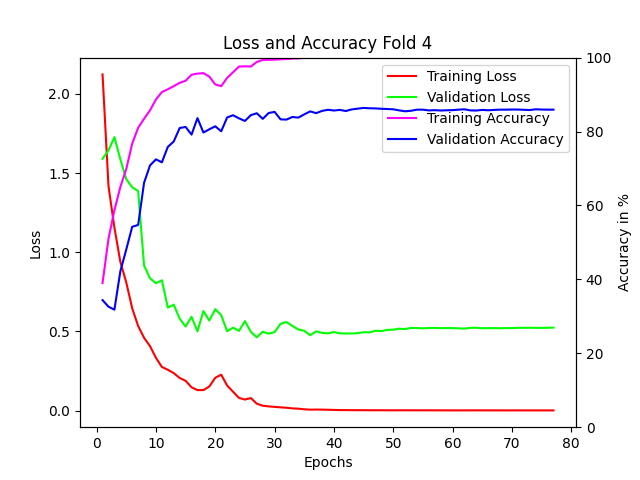 Loss and Accuracy Fold 4
Training Loss
Validation Loss
Training Accuracy
Validation Accuracy
Loss
2.0
1.5
1.0
0.5
0.0
Accuracy in %
100
80
60
40
20
0
0 10 20 30 40 50 60 70 80
Epochs